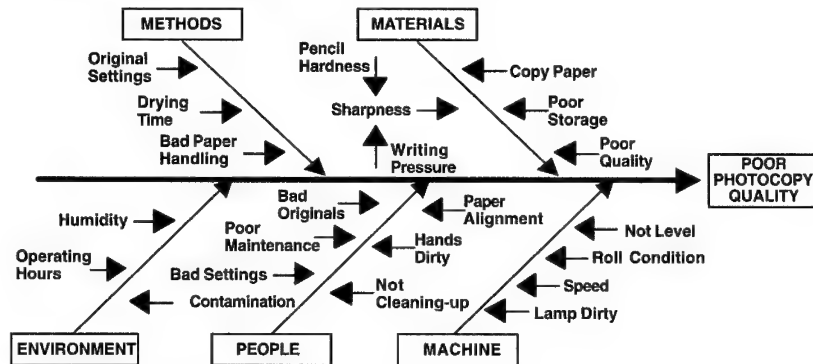 METHODS
MATERIALS
Original
Settings
Drying
Time
Bad Paper
Handling
Pencil
Hardness
Sharpness
Writing
Pressure
Copy Paper
Poor
Storage
Poor
Quality
POOR
PHOTOCOPY
QUALITY
Humidity
Operating
Hours
Contamination
Bad
Originals
Poor
Maintenance
Bad Settings
Paper
Alignment
Hands
Dirty
Not
Cleaning-up
Not Level
Roll Condition
Speed
Lamp Dirty
ENVIRONMENT
PEOPLE
MACHINE